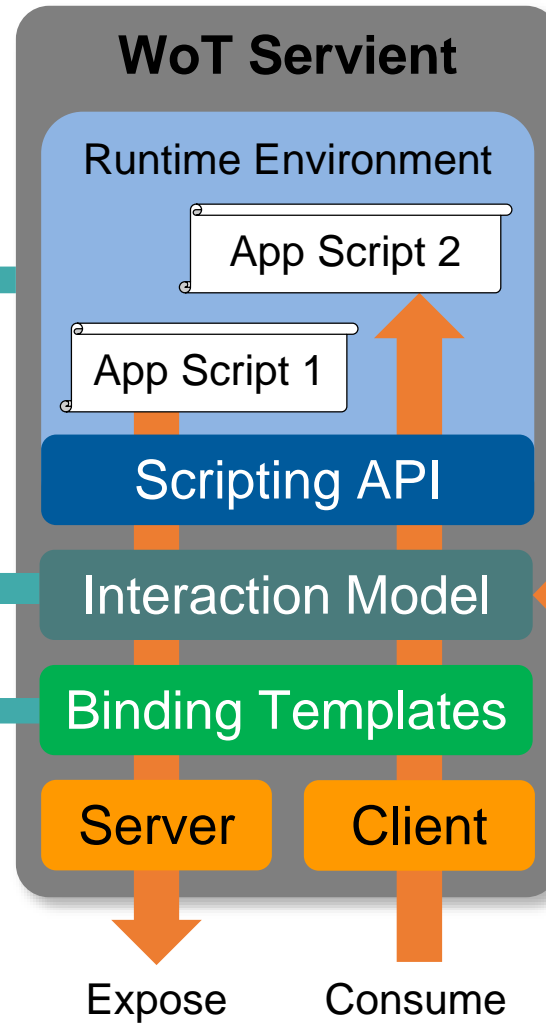 WoT Servient
Runtime Environment
App Script 2
App Script 1
Scripting API
Interaction Model
Binding Templates
Server Client
Expose Consume